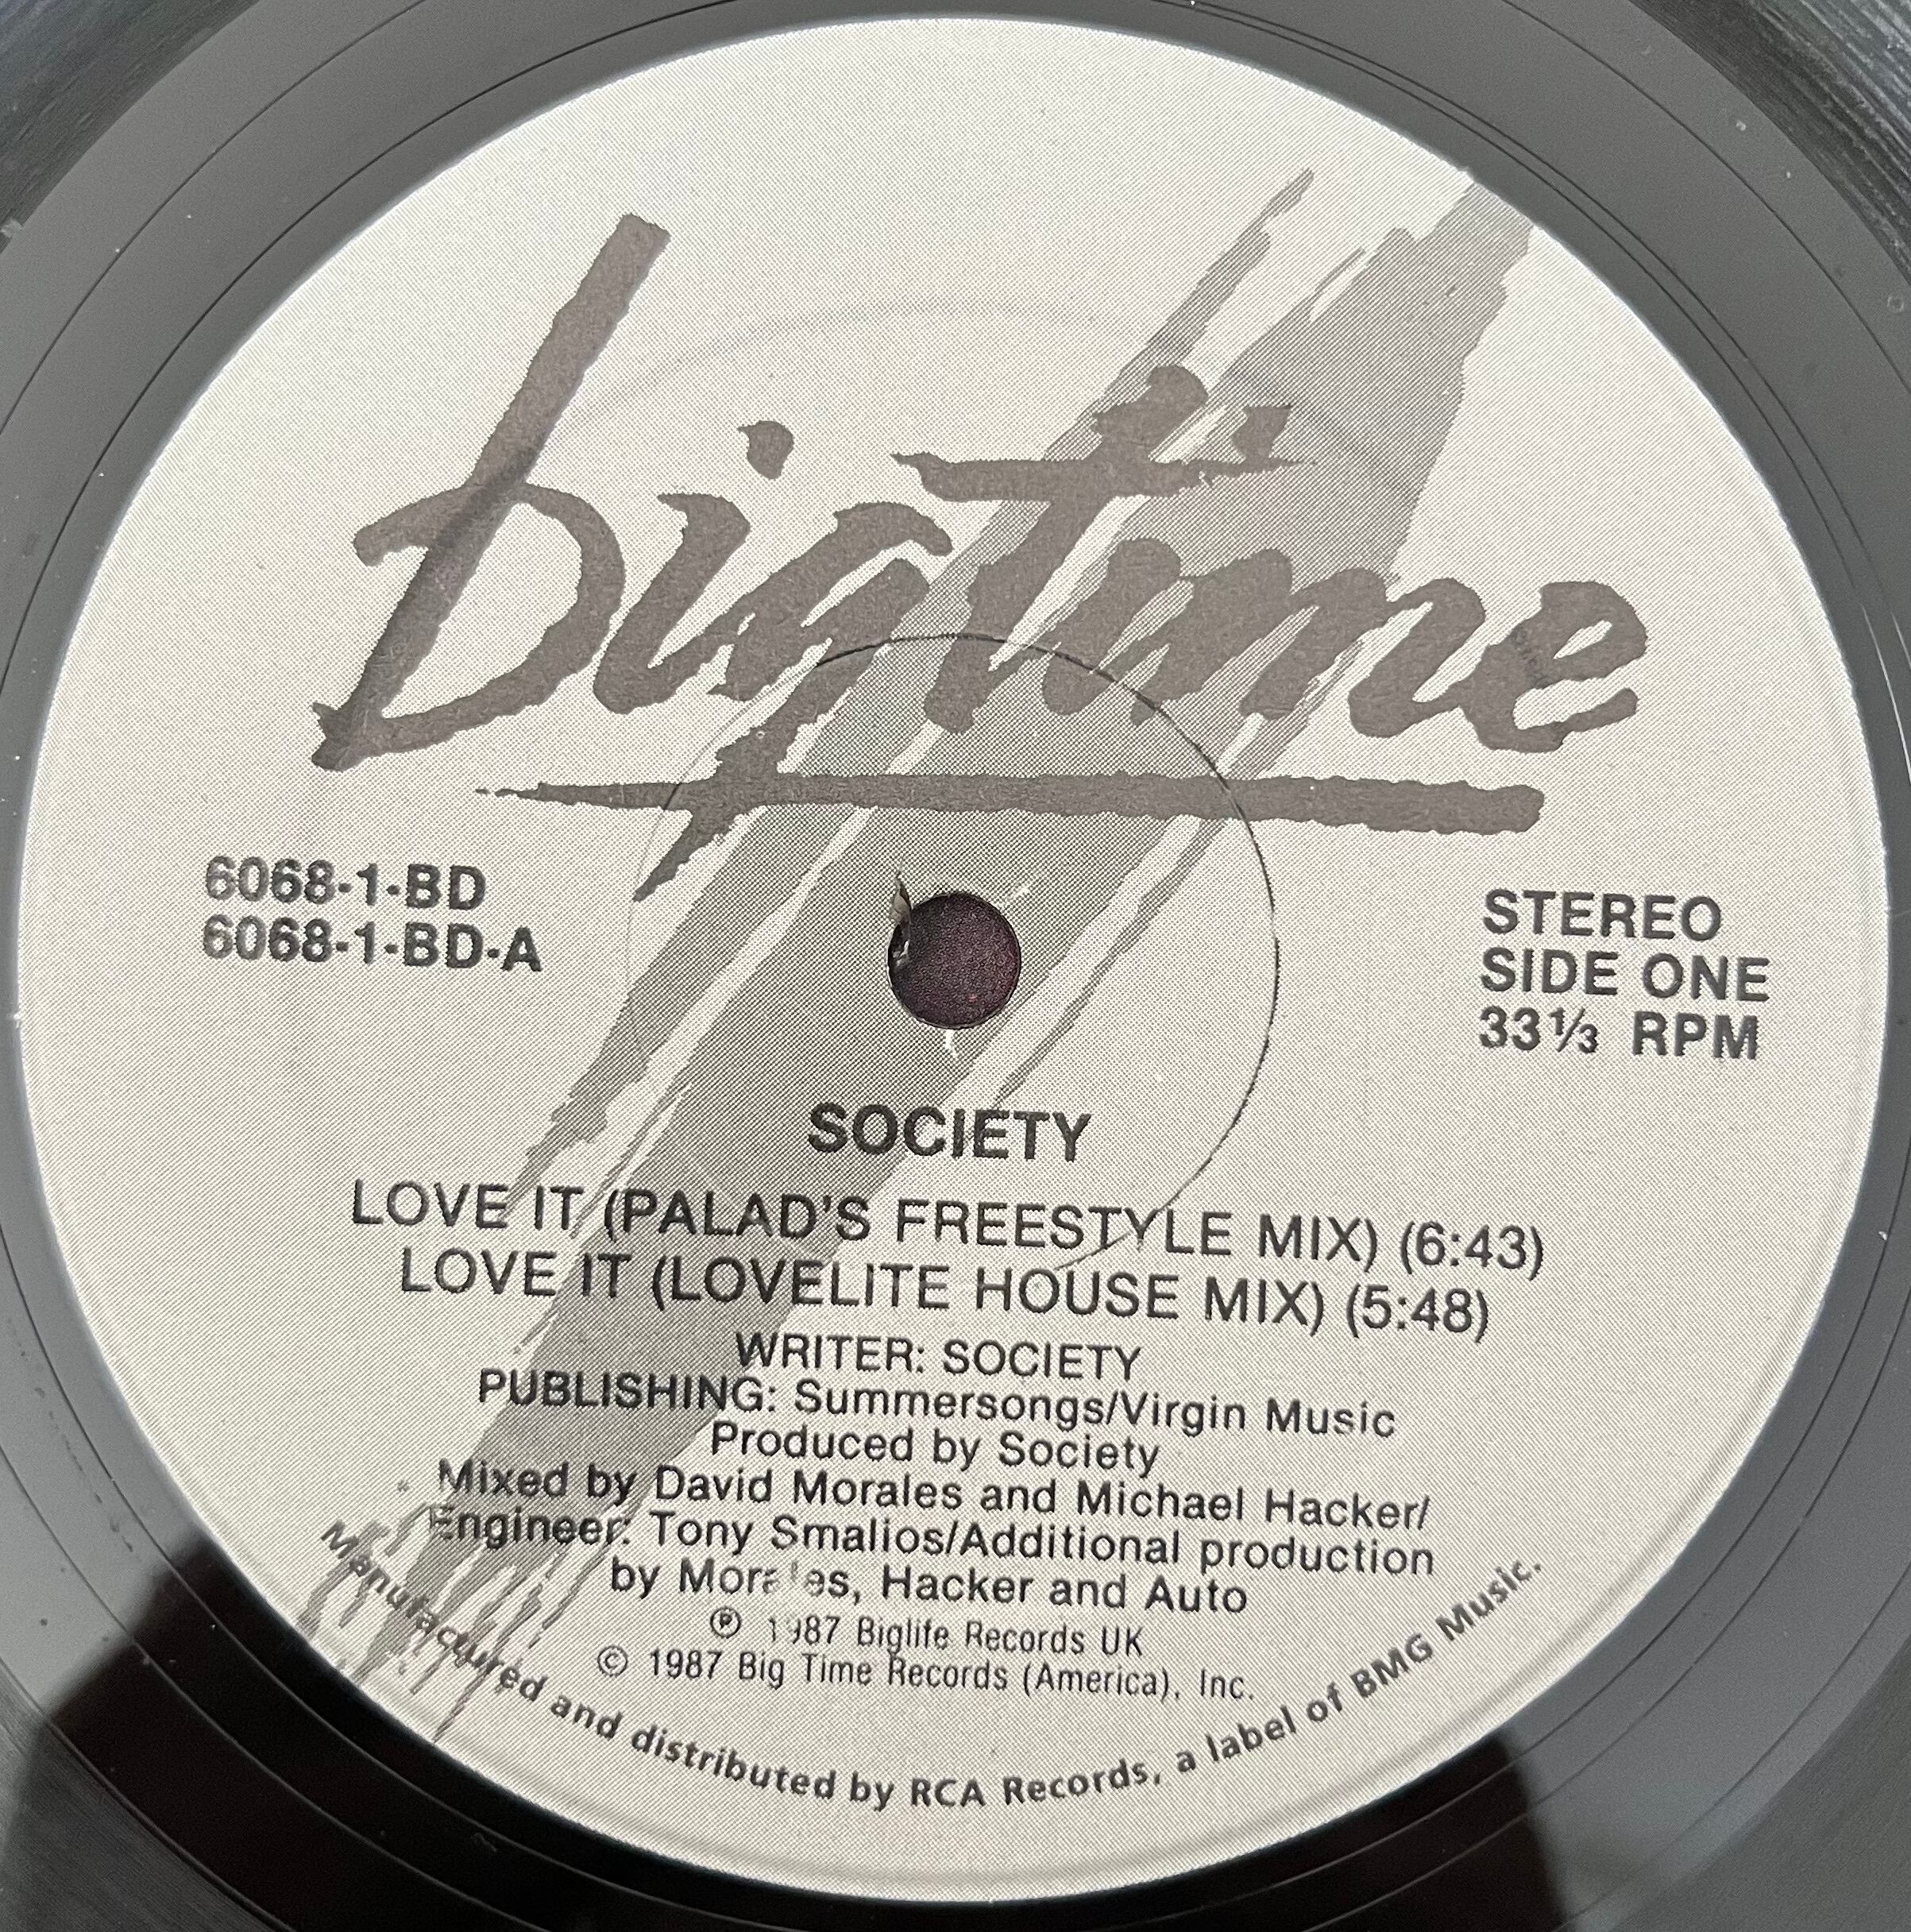 bigtime
6068-1-BD
6068-1-BD-A
STEREO
SIDE ONE
33 1/3 RPM
SOCIETY
LOVE IT (PALAD'S FREESTYLE MIX) (6:43)
LOVE IT (LOVELITE HOUSE MIX) (5:48)
WRITER: SOCIETY
PUBLISHING: Summersongs/Virgin Music
Produced by Society
Mixed by David Morales and Michael Hacker/
Engineer: Tony Smalios/Additional production
by Morales, Hacker and Auto
Ⓟ 1987 Biglife Records UK
© 1987 Big Time Records (America), Inc.
Manufactured and distributed by RCA Records, a label of BMG Music.